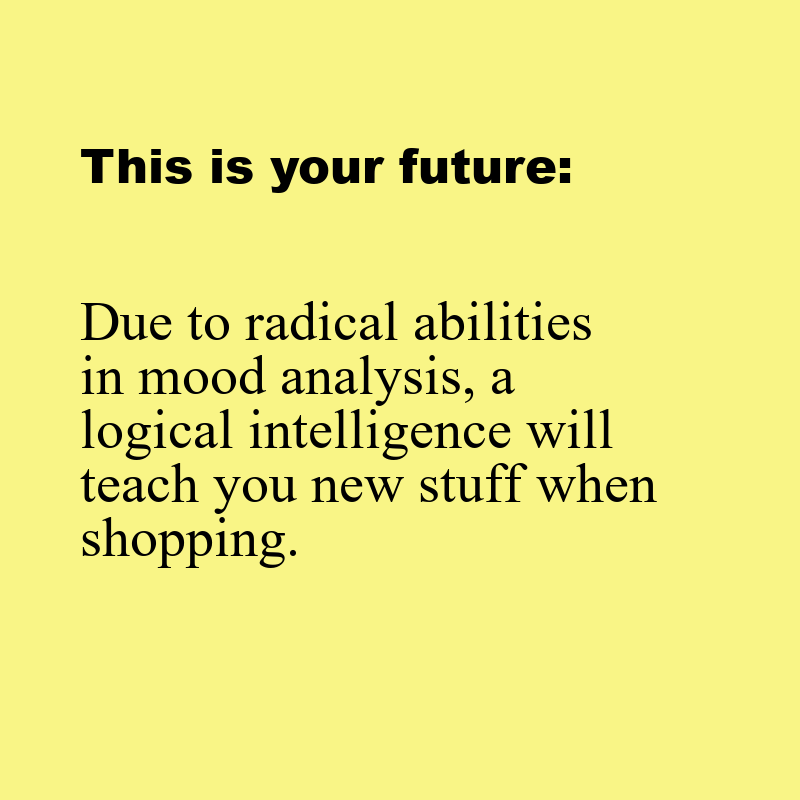 This is your future:
Due to radical abilities
in mood analysis, a
logical intelligence will
teach you new stuff when
shopping.